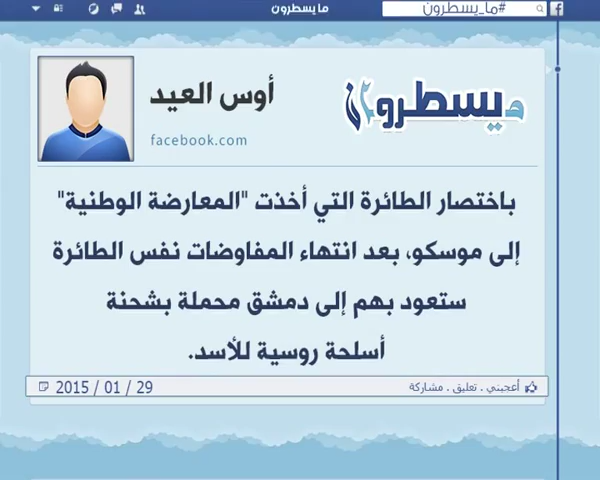 ما يسطرون
#ما_يسطرون
أوس العيد
ما يسطرون
facebook.com
باختصار الطائرة التي أخذت "المعارضة الوطنية"
إلى موسكو، بعد انتهاء المفاوضات نفس الطائرة
ستعود بهم إلى دمشق محملة بشحنة
أسلحة روسية للأسد.
أعجبني . تعليق . مشاركة
29 / 01 / 2015